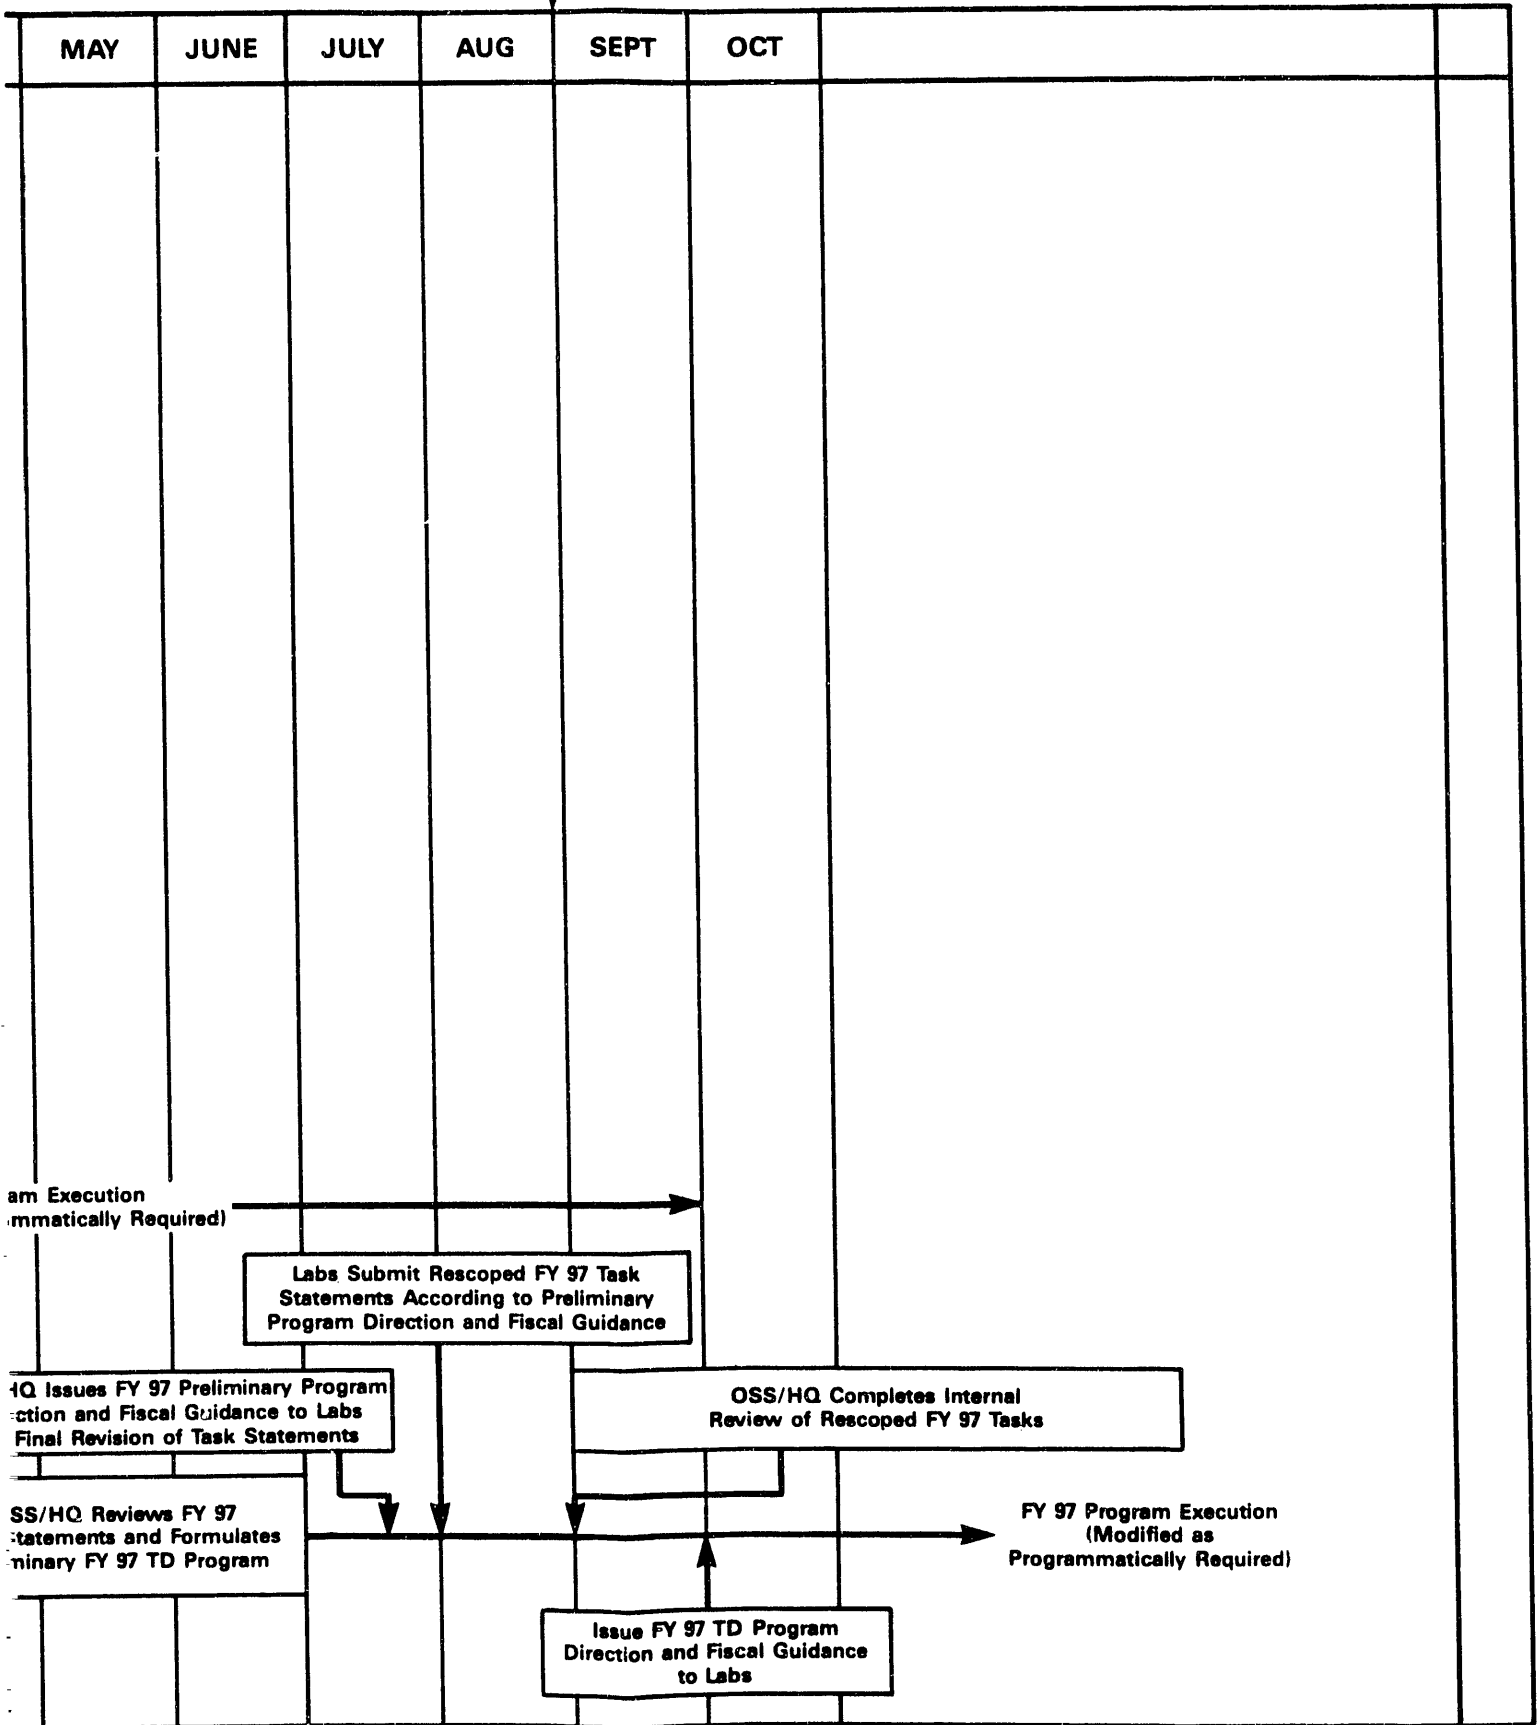 MAY JUNE JULY AUG SEPT OCT
am Execution
mmatically Required)
Labs Submit Rescoped FY 97 Task
Statements According to Preliminary
Program Direction and Fiscal Guidance
HQ Issues FY 97 Preliminary Program
ction and Fiscal Guidance to Labs
Final Revision of Task Statements
OSS/HQ Completes Internal
Review of Rescoped FY 97 Tasks
SS/HQ Reviews FY 97
tatements and Formulates
minary FY 97 TD Program
FY 97 Program Execution
(Modified as
Programmatically Required)
Issue FY 97 TD Program
Direction and Fiscal Guidance
to Labs